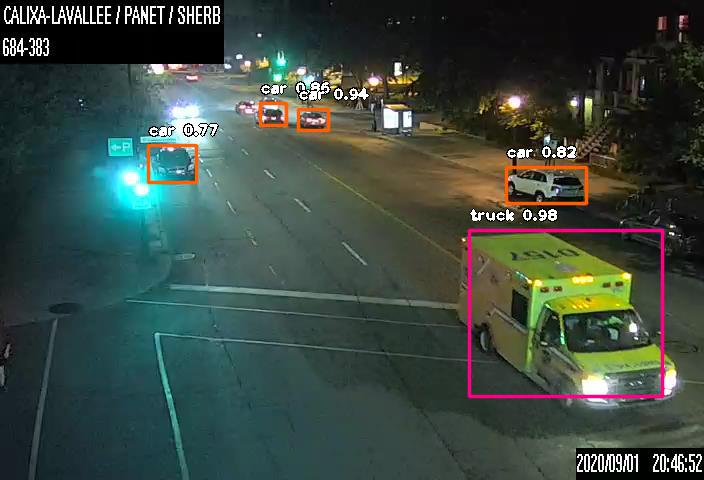 CALIXA-LAVALLEE / PANET / SHERB
684-383
car 0.94
car 0.77
car 0.82
truck 0.98
0157
P
2020/09/01 20:46:52